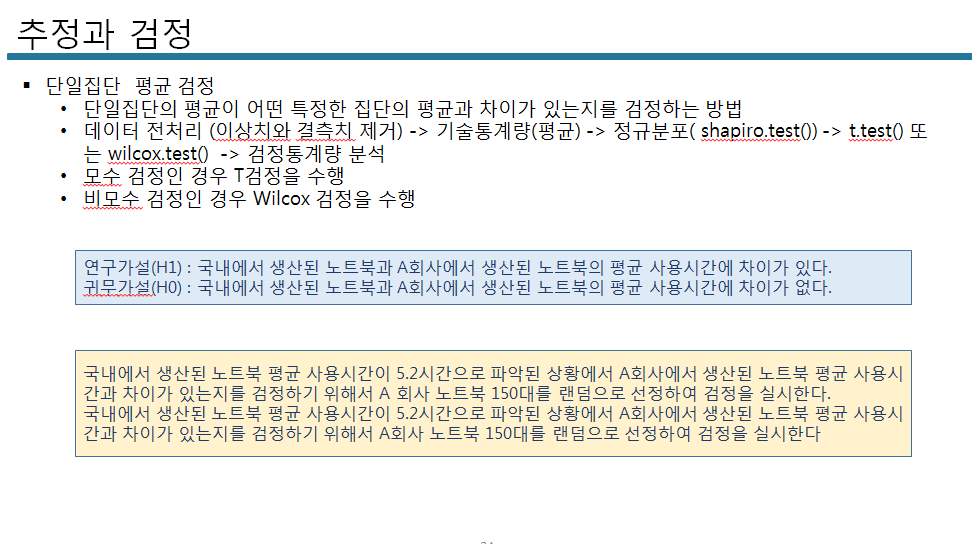 추정과 검정
▪ 단일집단 평균 검정
• 단일집단의 평균이 어떤 특정한 집단의 평균과 차이가 있는지를 검정하는 방법
• 데이터 전처리 (이상치와 결측치 제거) -> 기술통계량(평균) -> 정규분포( shapiro.test()) -> t.test() 또
는 wilcox.test() -> 검정통계량 분석
• 모수 검정인 경우 T검정을 수행
• 비모수 검정인 경우 Wilcox 검정을 수행
연구가설(H1) : 국내에서 생산된 노트북과 A회사에서 생산된 노트북의 평균 사용시간에 차이가 있다.
귀무가설(H0) : 국내에서 생산된 노트북과 A회사에서 생산된 노트북의 평균 사용시간에 차이가 없다.
국내에서 생산된 노트북 평균 사용시간이 5.2시간으로 파악된 상황에서 A회사에서 생산된 노트북 평균 사용시
간과 차이가 있는지를 검정하기 위해서 A 회사 노트북 150대를 랜덤으로 선정하여 검정을 실시한다.
국내에서 생산된 노트북 평균 사용시간이 5.2시간으로 파악된 상황에서 A회사에서 생산된 노트북 평균 사용시
간과 차이가 있는지를 검정하기 위해서 A회사 노트북 150대를 랜덤으로 선정하여 검정을 실시한다